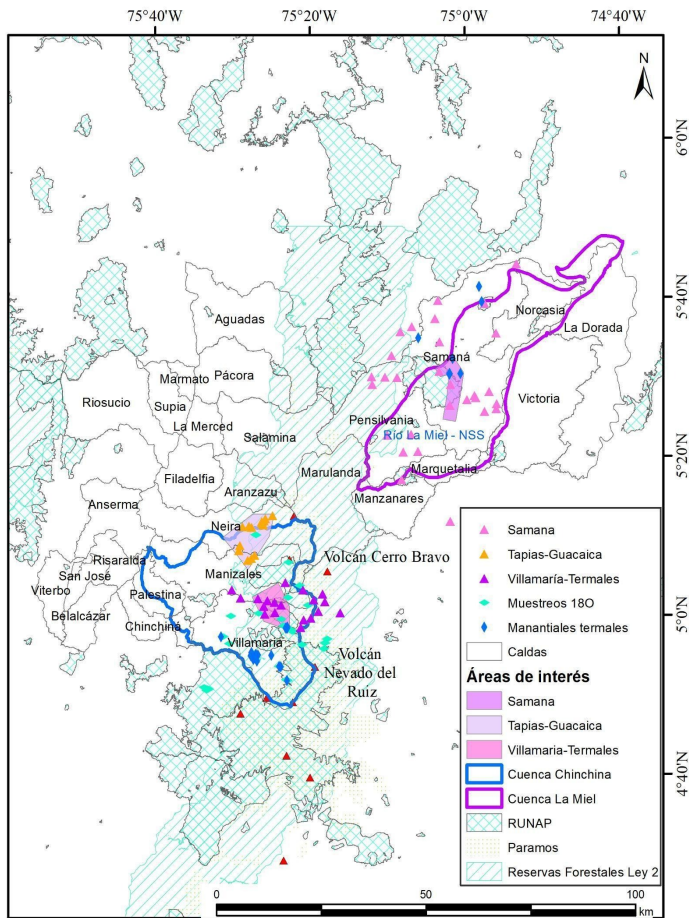 75°40'W 75°20'W 75°0'W 74°40'W
N
6°0'N
5°40'N
5°20'N
5°0'N
4°40'N
Norcasia
La Dorada
Aguadas
Samaná
Marmato
Pácora
Riosucio
Supia
Victoria
La Merced
Pensilvania
Salamina
Río La Miel - NSS
Filadelfia
Marulanda
Marquetalia
Aranzazu
Manzanares
Anserma
Neira
Risaralda
Volcán Cerro Bravo
San José
Manizales
Viterbo
Palestina
Belalcázar
Chinchiná
Villamaría
Volcán
Nevado del
Ruíz
Samana
Tapias-Guacaica
Villamaría-Termales
Muestreos 18O
Manantiales termales
Caldas
Áreas de interés
Samana
Tapias-Guacaica
Villamaria-Termales
Cuenca Chinchina
Cuenca La Miel
RUNAP
Paramos
Reservas Forestales Ley 2
0 50 100
km